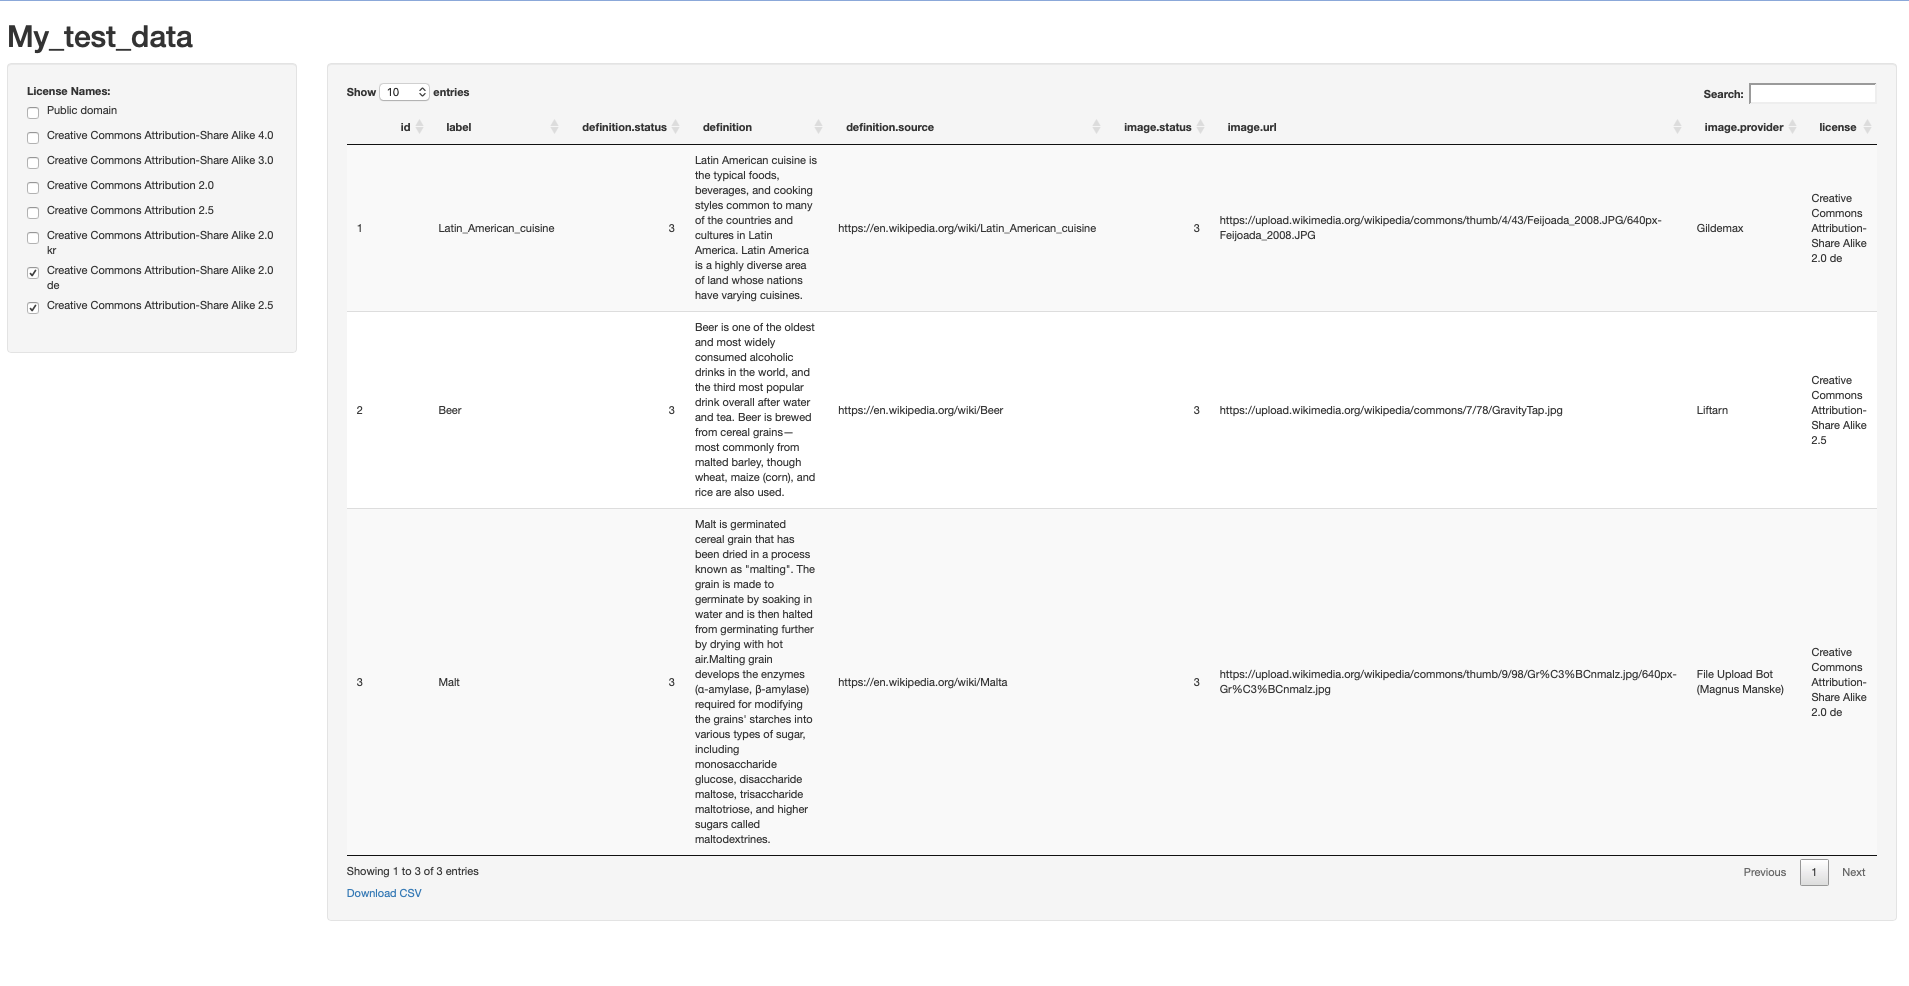 My_test_data
License Names:
Public domain
Creative Commons Attribution-Share Alike 4.0
Creative Commons Attribution-Share Alike 3.0
Creative Commons Attribution 2.0
Creative Commons Attribution 2.5
Creative Commons Attribution-Share Alike 2.0
kr
Creative Commons Attribution-Share Alike 2.0
de
Creative Commons Attribution-Share Alike 2.5
Show 10 entries
Search:
id label definition.status definition definition.source image.status image.url image.provider license
1
Latin_American_cuisine
3
Latin American cuisine is
the typical foods,
beverages, and cooking
styles common to many
of the countries and
cultures in Latin
America. Latin America
is a highly diverse area
of land whose nations
have varying cuisines.
https://en.wikipedia.org/wiki/Latin_American_cuisine
3
https://upload.wikimedia.org/wikipedia/commons/thumb/4/43/Feijoada_2008.JPG/640px-
Feijoada_2008.JPG
Gildemax
Creative
Commons
Attribution-
Share Alike
2.0 de
2
Beer
3
Beer is one of the oldest
and most widely
consumed alcoholic
drinks in the world, and
the third most popular
drink overall after water
and tea. Beer is brewed
from cereal grains—
most commonly from
malted barley, though
wheat, maize (corn), and
rice are also used.
https://en.wikipedia.org/wiki/Beer
3
https://upload.wikimedia.org/wikipedia/commons/7/78/GravityTap.jpg
Liftarn
Creative
Commons
Attribution-
Share Alike
2.5
3
Malt
3
Malt is germinated
cereal grain that has
been dried in a process
known as "malting". The
grain is made to
germinate by soaking in
water and is then halted
from germinating further
by drying with hot
air.Malting grain
develops the enzymes
(α-amylase, β-amylase)
required for modifying
the grains' starches into
various types of sugar,
including
monosaccharide
glucose, disaccharide
maltose, trisaccharide
maltotriose, and higher
sugars called
maltodextrines.
https://en.wikipedia.org/wiki/Malta
3
https://upload.wikimedia.org/wikipedia/commons/thumb/9/98/Gr%C3%BCnmalz.jpg/640px-
Gr%C3%BCnmalz.jpg
File Upload Bot
(Magnus Manske)
Creative
Commons
Attribution-
Share Alike
2.0 de
Showing 1 to 3 of 3 entries
Previous 1 Next
Download CSV